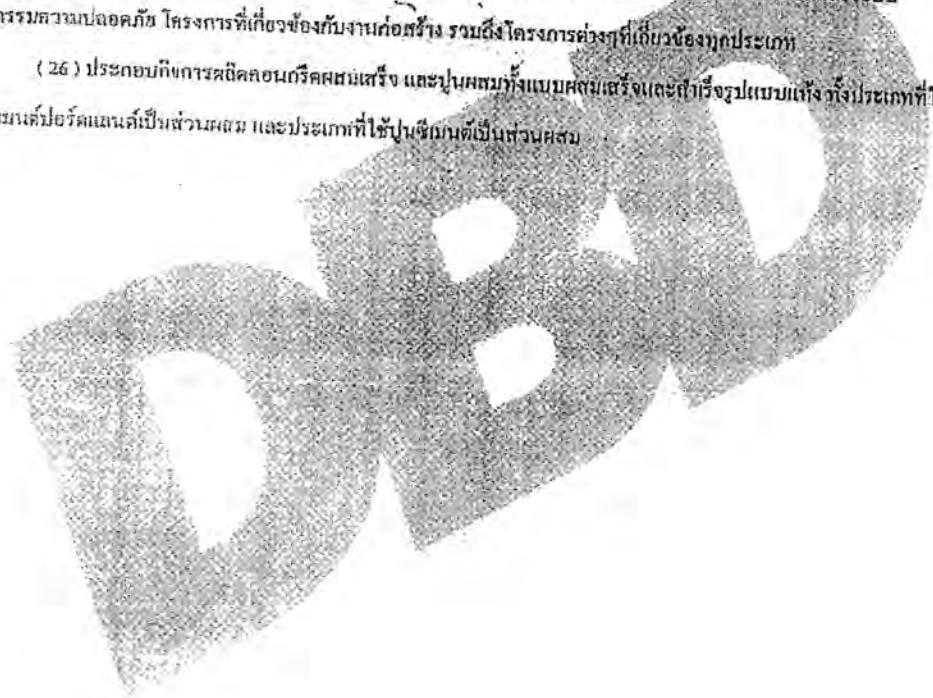 กรรมความปลอดภัย โครงการที่เกี่ยวข้องกับงานก่อสร้าง รวมถึงโครงการต่างๆที่เกี่ยวข้องทุกประเภท
( 26 ) ประกอบกิจการผลิตคอนกรีตผสมเสร็จ และปูนผสมทั้งแบบผสมเสร็จและสำเร็จรูปแบบแห้ง ทั้งประเภทที่ใ
เมนต์ปอร์ตแลนด์เป็นส่วนผสม และประเภทที่ใช้ปูนซีเมนต์เป็นส่วนผสม
DBD